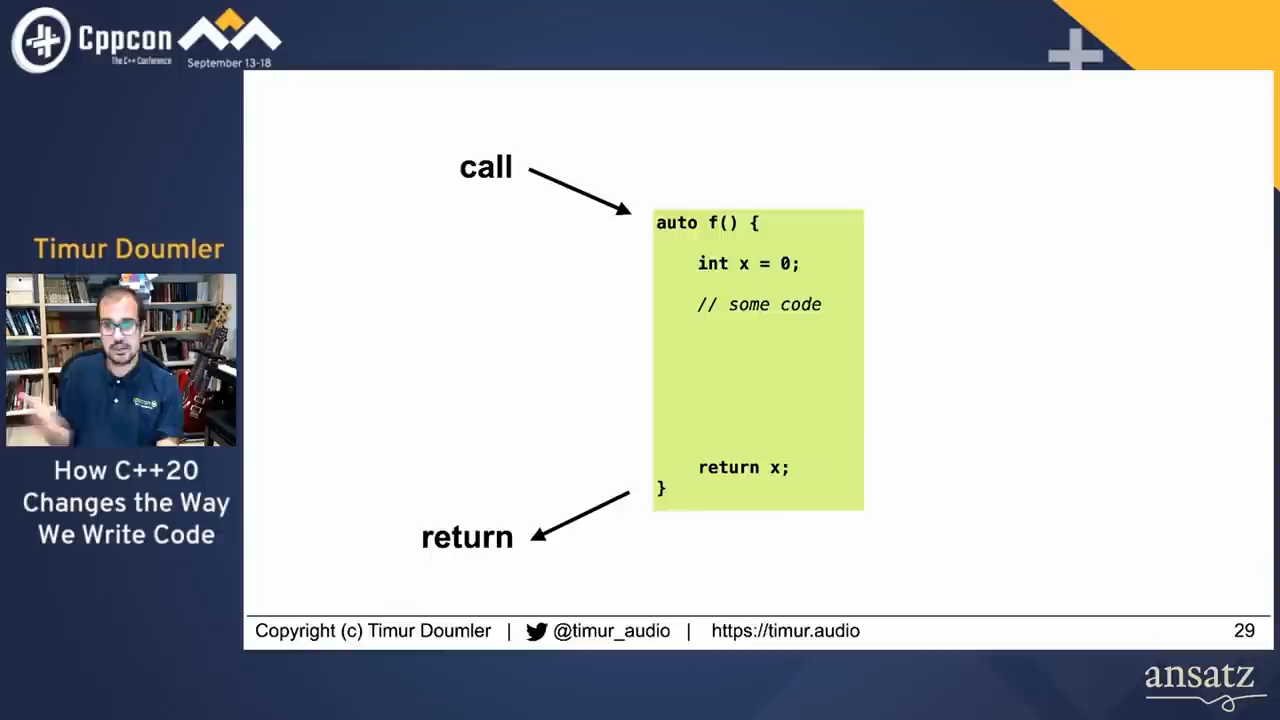 Cppcon
The C++ Conference
September 13-18
Timur Doumler
How C++20
Changes the Way
We Write Code
call
auto f() {
int x = 0;
// some code
return x;
}
return
Copyright (c) Timur Doumler | @timur_audio | https://timur.audio
29
ansatz